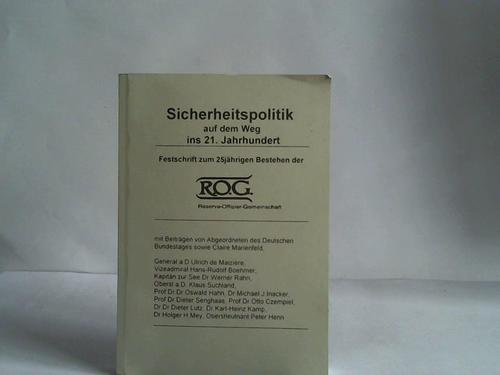 Sicherheitspolitik
auf dem Weg
ins 21. Jahrhundert
Festschrift zum 25jährigen Bestehen der
R.O.G.
Reserve-Offizier-Gemeinschaft
mit Beiträgen von Abgeordneten des Deutschen
Bundestages sowie Claire Marienfeld,
General a.D Ulrich de Maizière,
Vizeadmiral Hans-Rudolf Boehmer,
Kapitän zur See Dr Werner Rahn,
Oberst a.D. Klaus Suchland,
Prof Dr Dr Oswald Hahn, Dr Michael J Inacker,
Prof Dr Dieter Senghaas, Prof Dr Otto Czempiel,
Dr Dr Dieter Lutz, Dr. Karl-Heinz Kamp,
Dr Holger H Mey, Oberstleutnant Peter Henn